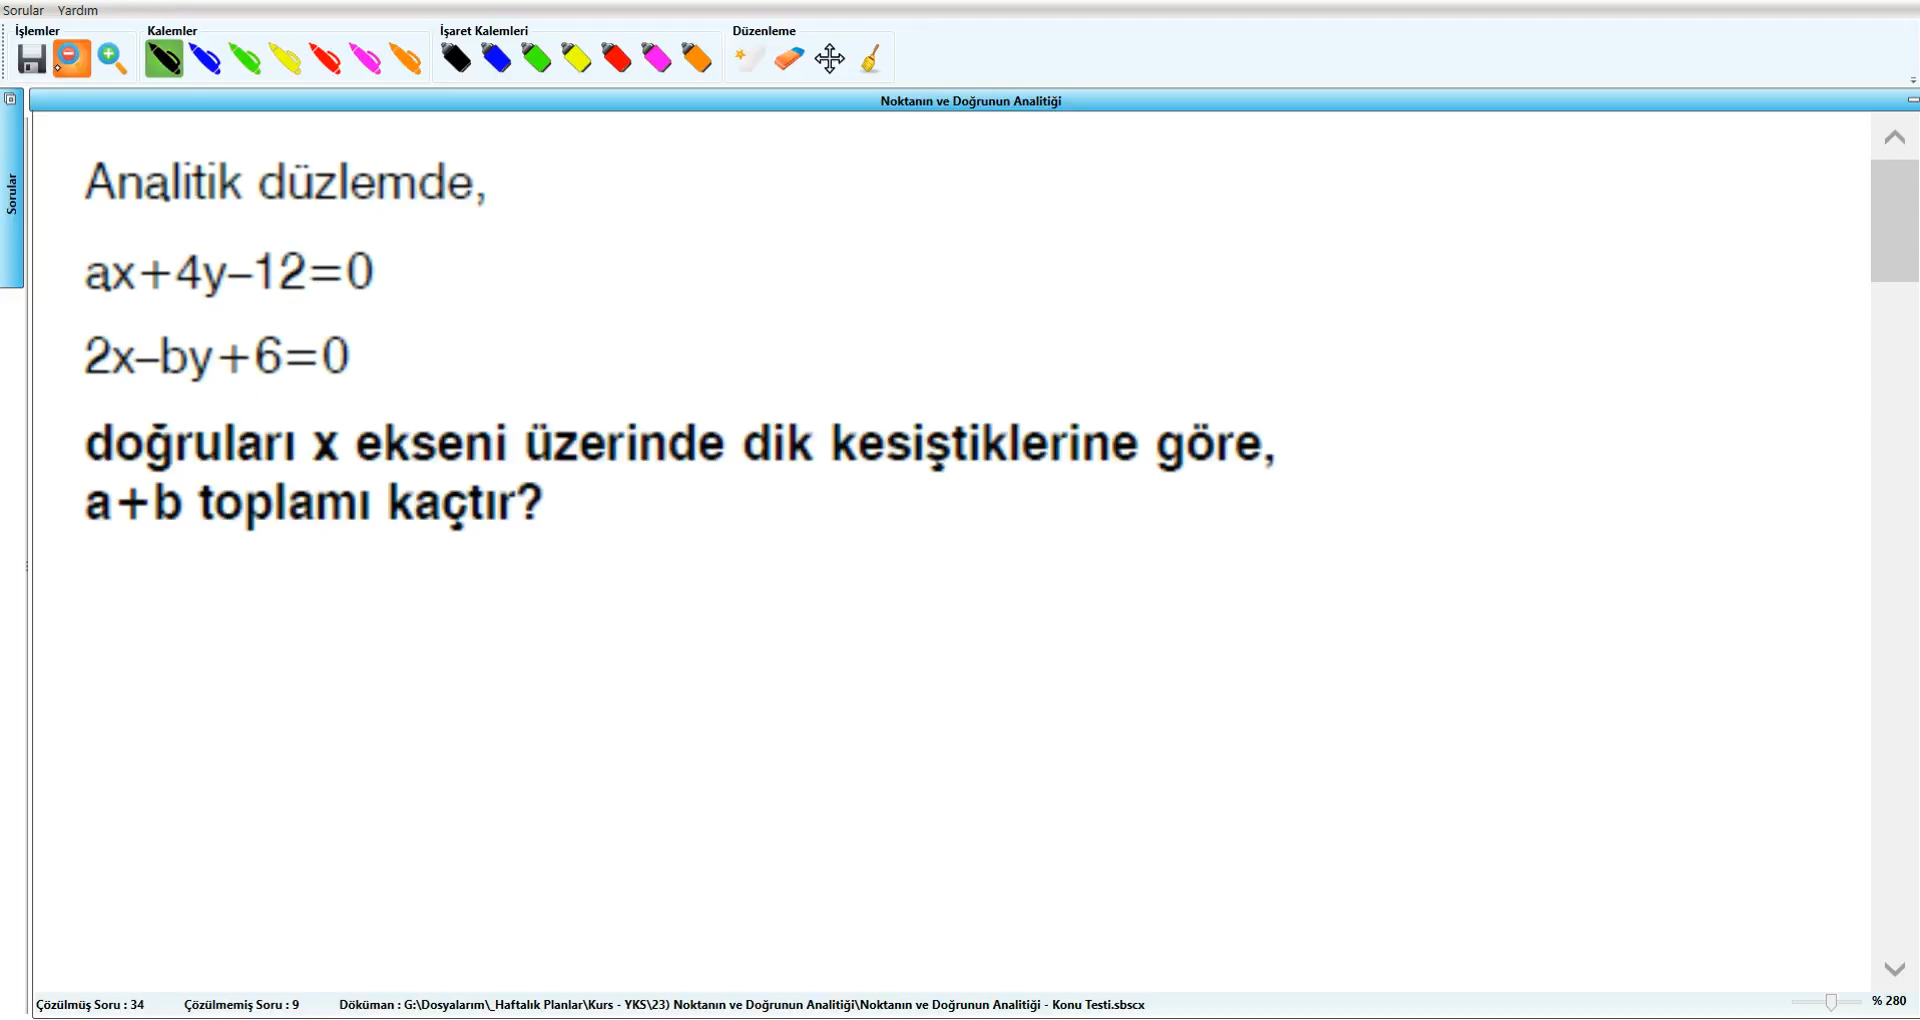 Sorular Yardım
İşlemler Kalemler İşaret Kalemleri Düzenleme
Noktanın ve Doğrunun Analitiği
Sorular
Analitik düzlemde,
ax+4y–12=0
2x–by+6=0
doğruları x ekseni üzerinde dik kesiştiklerine göre,
a+b toplamı kaçtır?
Çözülmüş Soru : 34 Çözülmemiş Soru : 9 Döküman : G:\Dosyalarım\_Haftalık Planlar\Kurs - YKS\23) Noktanın ve Doğrunun Analitiği\Noktanın ve Doğrunun Analitiği - Konu Testi.sbscx % 280